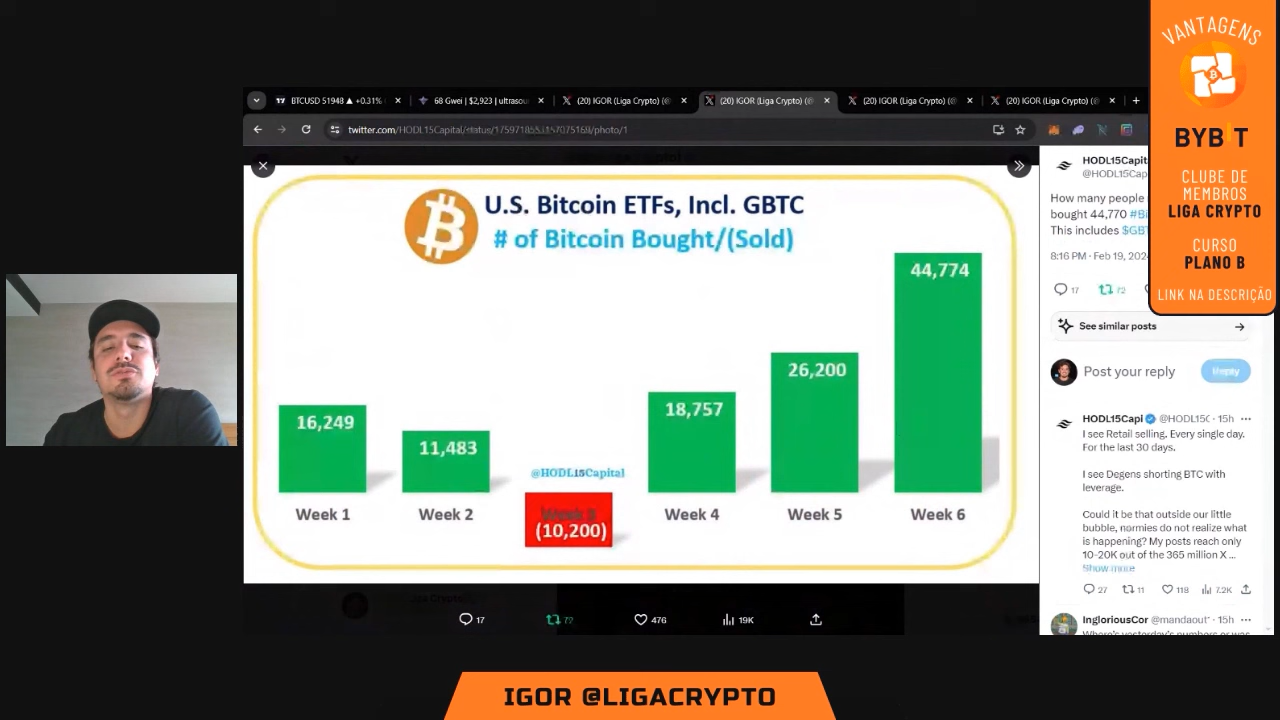 BTCUSD 51948 ▲ +0.31%
68 Gwei | $2,923 | ultrasou
(20) IGOR (Liga Crypto) (@
(20) IGOR (Liga Crypto) (@
(20) IGOR (Liga Crypto) (@
(20) IGOR (Liga Crypto) (@
U.S. Bitcoin ETFs, Incl. GBTC
# of Bitcoin Bought/(Sold)
16,249
11,483
(10,200)
18,757
26,200
44,774
@HODL15Capital
Week 1
Week 2
Week 3
Week 4
Week 5
Week 6
17
72
476
19K
HODL15Capit
@HODL15Cap
How many people
bought 44,770 #Bi
This includes $GBT
8:16 PM · Feb 19, 202
17
72
See similar posts
Post your reply
Reply
HODL15Capi @HODL15C · 15h
I see Retail selling. Every single day.
For the last 30 days.
I see Degens shorting BTC with
leverage.
Could it be that outside our little
bubble, normies do not realize what
is happening? My posts reach only
10-20K out of the 365 million X ...
Show more
27
11
118
7.2K
IngloriousCor @mandaout · 15h
VANTAGENS
BYBIT
CLUBE DE
MEMBROS
LIGA CRYPTO
CURSO
PLANO B
LINK NA DESCRIÇÃO
IGOR @LIGACRYPTO